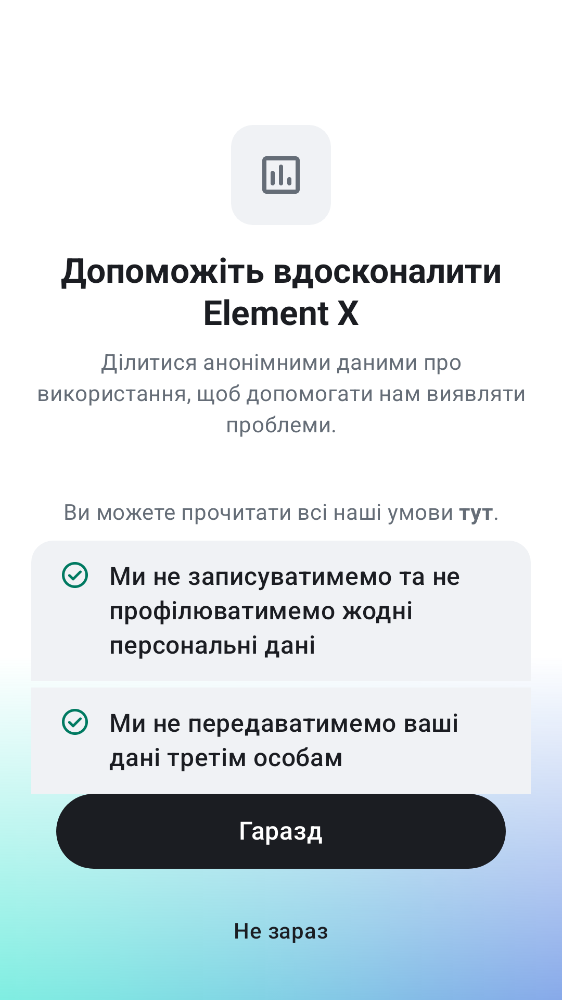 Допоможіть вдосконалити
Element X
Ділитися анонімними даними про
використання, щоб допомогати нам виявляти
проблеми.
Ви можете прочитати всі наші умови тут.
Ми не записуватимемо та не
профілюватимемо жодні
персональні дані
Ми не передаватимемо ваші
дані третім особам
Гаразд
Не зараз